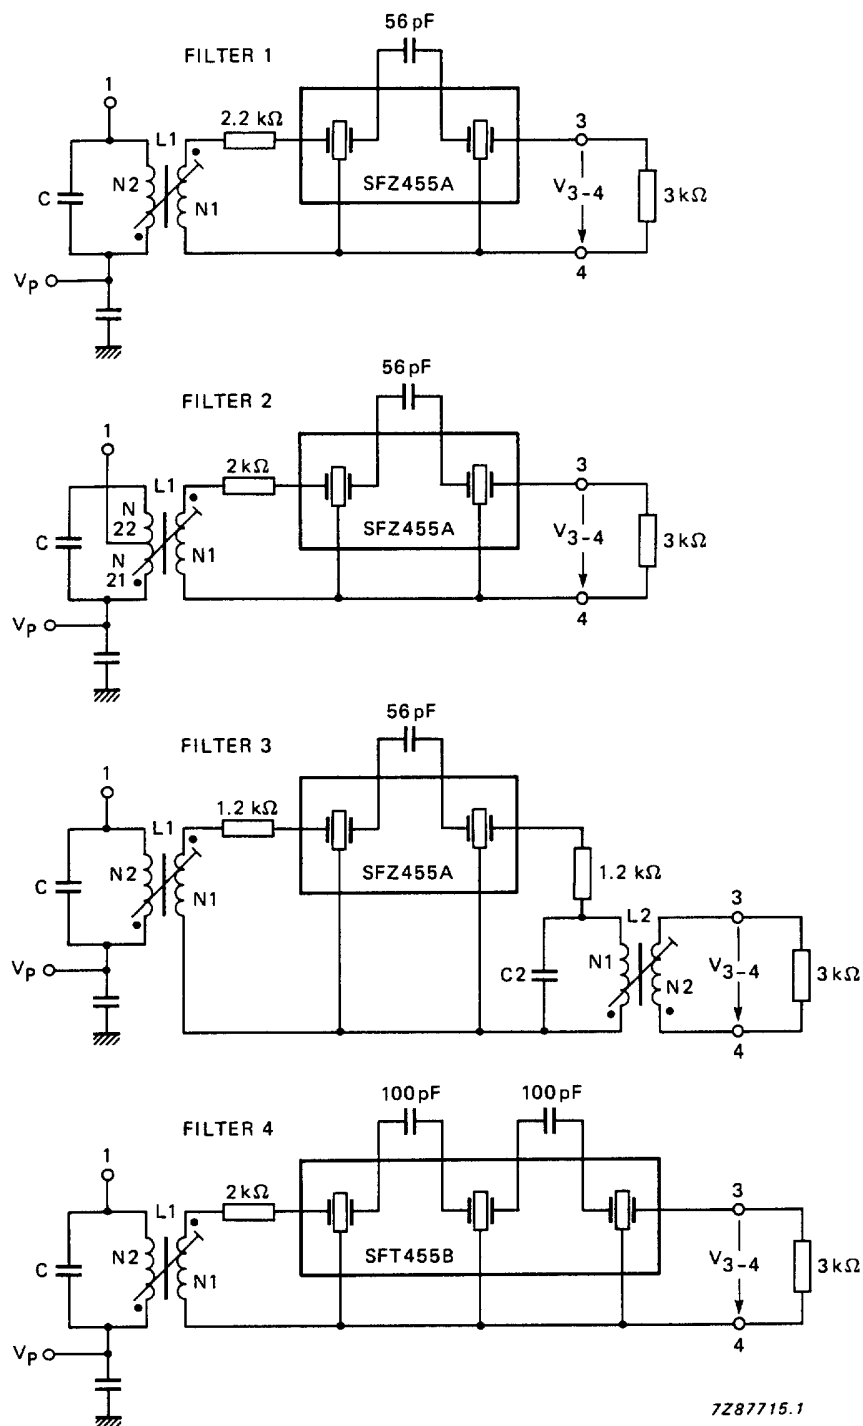 56 pF
FILTER 1
1
2.2 kΩ
L1
3
N2
C
N1
SFZ455A
V3-4
3 kΩ
VP
4
56 pF
FILTER 2
1
2 kΩ
L1
3
N
22
C
N
21
N1
SFZ455A
V3-4
3 kΩ
VP
4
56 pF
FILTER 3
1
1.2 kΩ
L1
N2
C
N1
SFZ455A
1.2 kΩ
L2
3
VP
C2
N1
N2
V3-4
3 kΩ
4
100 pF 100 pF
FILTER 4
1
2 kΩ
L1
3
N2
C
N1
SFT455B
V3-4
3 kΩ
VP
4
7Z87715.1